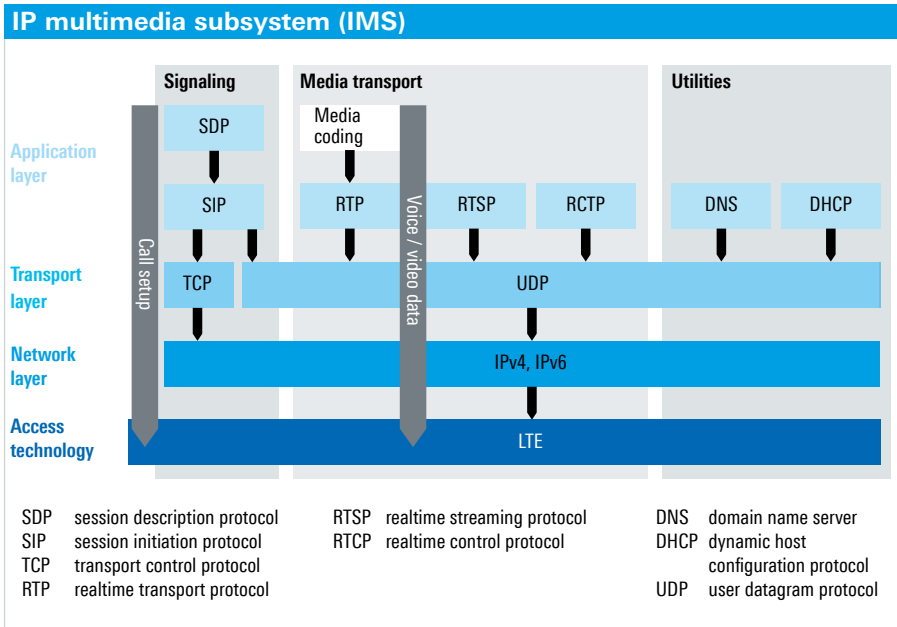 IP multimedia subsystem (IMS)
Signaling
Media transport
Utilities
Application
layer
SDP
Media
coding
SIP
RTP
RTSP
RCTP
DNS
DHCP
Call setup
Voice / video data
Transport
layer
TCP
UDP
Network
layer
IPv4, IPv6
Access
technology
LTE
SDP session description protocol
SIP session initiation protocol
TCP transport control protocol
RTP realtime transport protocol
RTSP realtime streaming protocol
RTCP realtime control protocol
DNS domain name server
DHCP dynamic host
configuration protocol
UDP user datagram protocol